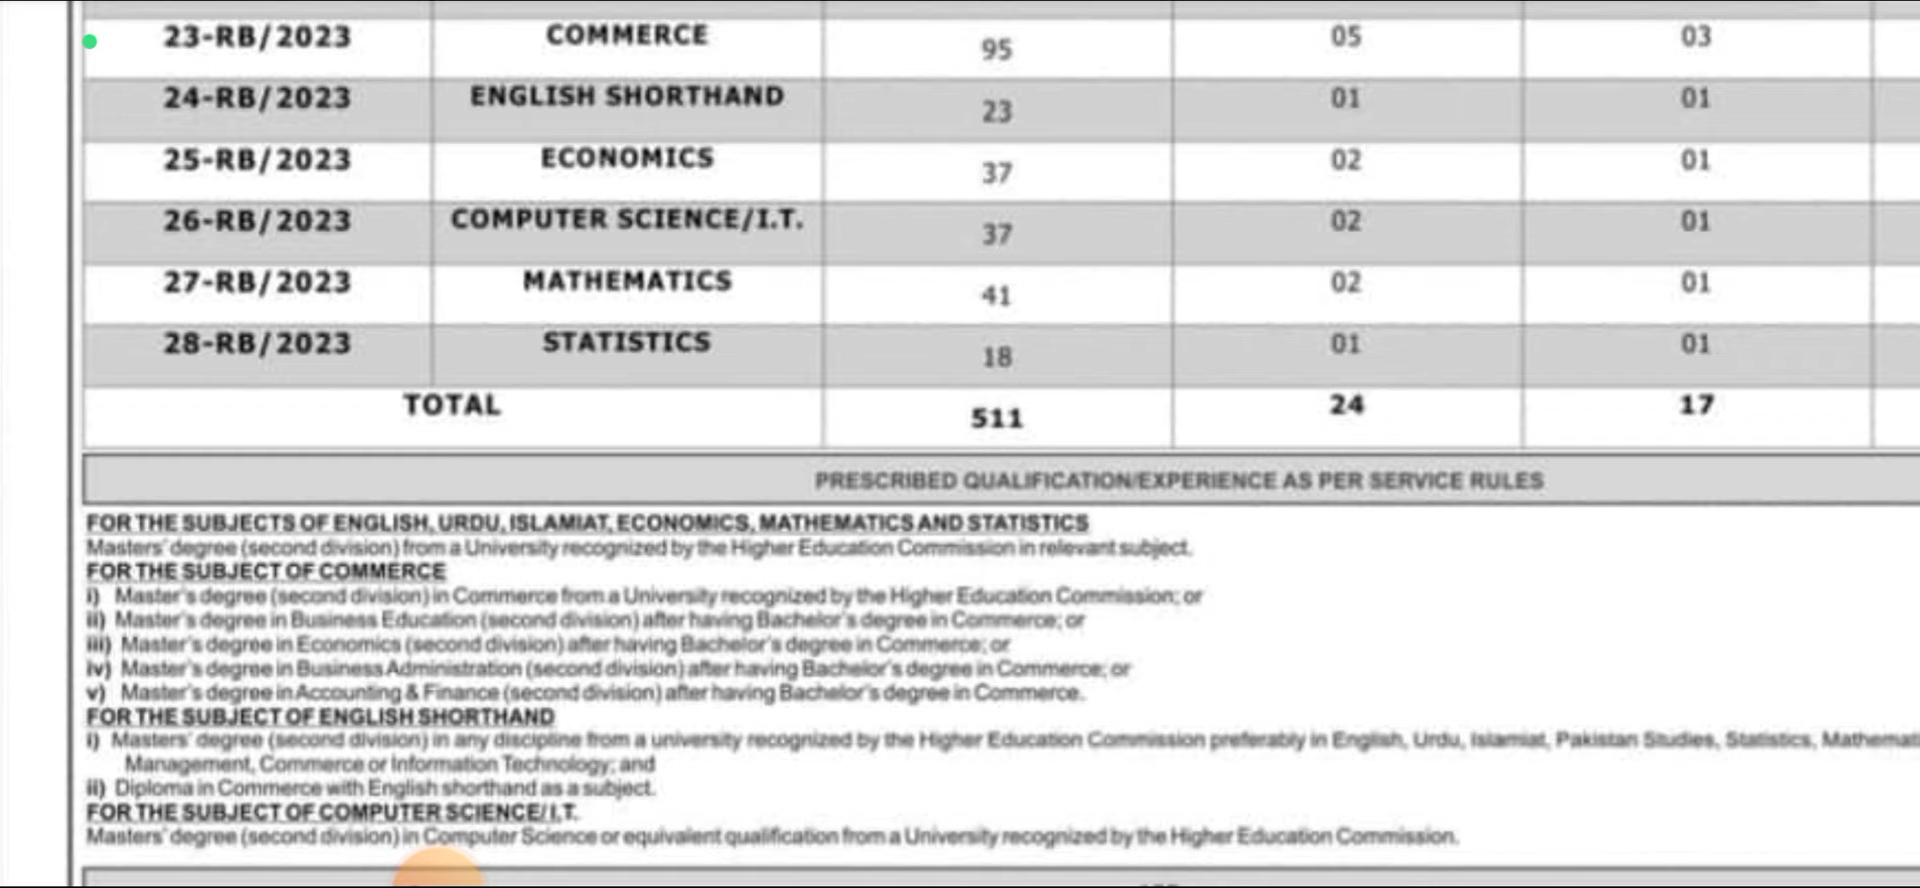 23-RB/2023 COMMERCE 95 05 03
24-RB/2023 ENGLISH SHORTHAND 23 01 01
25-RB/2023 ECONOMICS 37 02 01
26-RB/2023 COMPUTER SCIENCE/I.T. 37 02 01
27-RB/2023 MATHEMATICS 41 02 01
28-RB/2023 STATISTICS 18 01 01
TOTAL 511 24 17
PRESCRIBED QUALIFICATION/EXPERIENCE AS PER SERVICE RULES
FOR THE SUBJECTS OF ENGLISH, URDU, ISLAMIAT, ECONOMICS, MATHEMATICS AND STATISTICS
Masters' degree (second division) from a University recognized by the Higher Education Commission in relevant subject.
FOR THE SUBJECT OF COMMERCE
i) Master's degree (second division) in Commerce from a University recognized by the Higher Education Commission; or
ii) Master's degree in Business Education (second division) after having Bachelor's degree in Commerce; or
iii) Master's degree in Economics (second division) after having Bachelor's degree in Commerce; or
iv) Master's degree in Business Administration (second division) after having Bachelor's degree in Commerce; or
v) Master's degree in Accounting & Finance (second division) after having Bachelor's degree in Commerce.
FOR THE SUBJECT OF ENGLISH SHORTHAND
i) Masters' degree (second division) in any discipline from a university recognized by the Higher Education Commission preferably in English, Urdu, Islamiat, Pakistan Studies, Statistics, Mathemati
Management, Commerce or Information Technology; and
ii) Diploma in Commerce with English shorthand as a subject.
FOR THE SUBJECT OF COMPUTER SCIENCE/I.T.
Masters' degree (second division) in Computer Science or equivalent qualification from a University recognized by the Higher Education Commission.